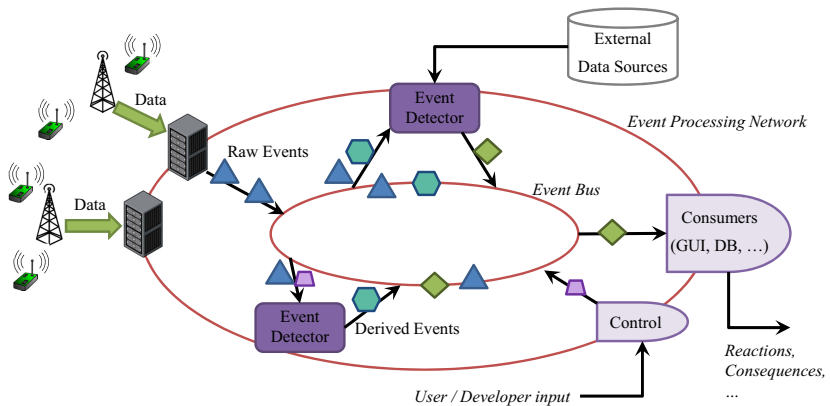 External
Data Sources
Data
Event
Detector
Event Processing Network
Raw Events
Event Bus
Data
Consumers
(GUI, DB, …)
Event
Detector
Derived Events
Control
Reactions,
Consequences,
…
User / Developer input